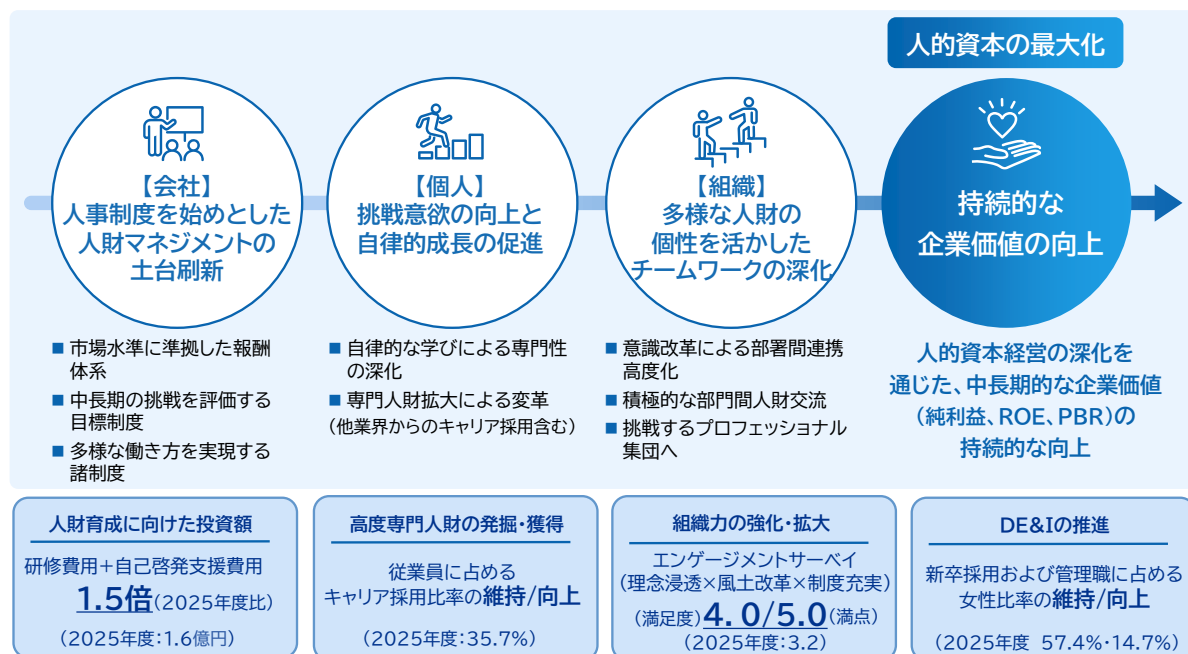 人的資本の最大化
【会社】
人事制度を始めとした
人財マネジメントの
土台刷新
■ 市場水準に準拠した報酬
体系
■ 中長期の挑戦を評価する
目標制度
■ 多様な働き方を実現する
諸制度
【個人】
挑戦意欲の向上と
自律的成長の促進
■ 自律的な学びによる専門性
の深化
■ 専門人財拡大による変革
(他業界からのキャリア採用含む)
【組織】
多様な人財の
個性を活かした
チームワークの深化
■ 意識改革による部署間連携
高度化
■ 積極的な部門間人財交流
■ 挑戦するプロフェッショナル
集団へ
持続的な
企業価値の向上
人的資本経営の深化を
通じた、中長期的な企業価値
(純利益、ROE、PBR)の
持続的な向上
人財育成に向けた投資額
研修費用+自己啓発支援費用
1.5倍(2025年度比)
(2025年度:1.6億円)
高度専門人財の発掘・獲得
従業員に占める
キャリア採用比率の維持/向上
(2025年度:35.7%)
組織力の強化・拡大
エンゲージメントサーベイ
(理念浸透×風土改革×制度充実)
(満足度)4.0/5.0(満点)
(2025年度:3.2)
DE&Iの推進
新卒採用および管理職に占める
女性比率の維持/向上
(2025年度 57.4%・14.7%)